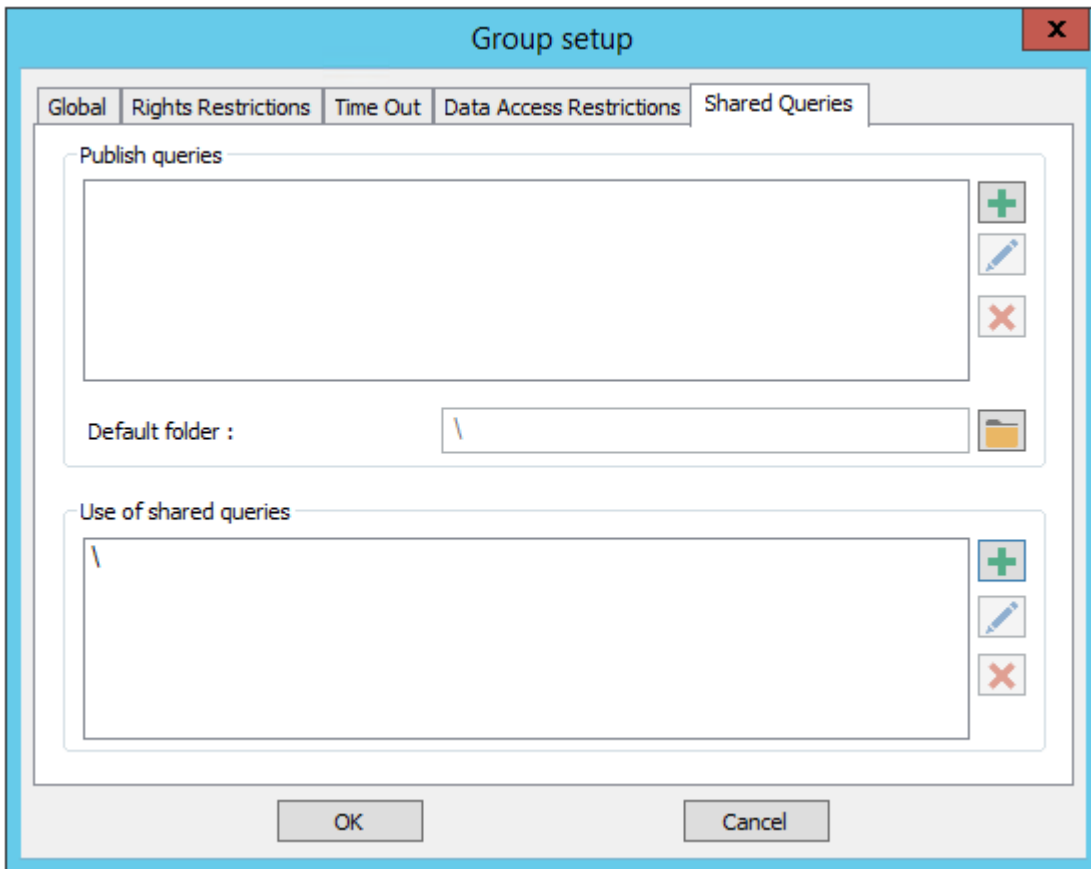 Group setup
x
Global Rights Restrictions Time Out Data Access Restrictions Shared Queries
Publish queries
Default folder : \
Use of shared queries
\
OK Cancel